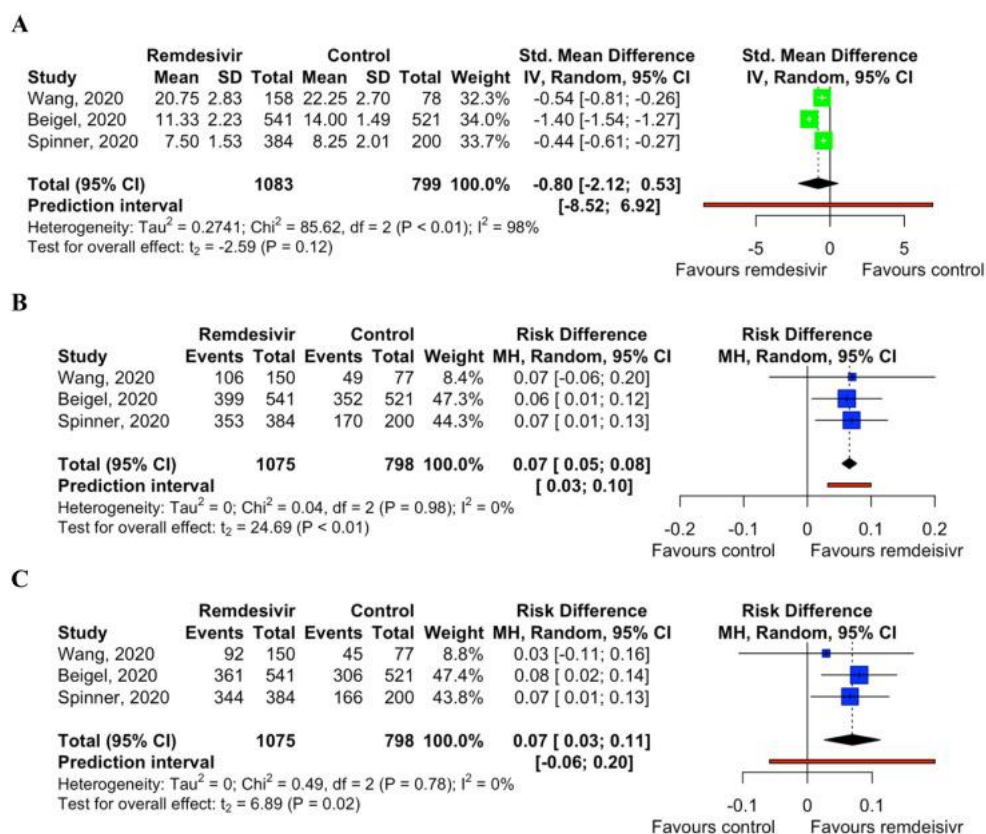 A
Remdesivir Control Std. Mean Difference Std. Mean Difference
Study Mean SD Total Mean SD Total Weight IV, Random, 95% CI IV, Random, 95% CI
Wang, 2020 20.75 2.83 158 22.25 2.70 78 32.3% -0.54 [-0.81; -0.26]
Beigel, 2020 11.33 2.23 541 14.00 1.49 521 34.0% -1.40 [-1.54; -1.27]
Spinner, 2020 7.50 1.53 384 8.25 2.01 200 33.7% -0.44 [-0.61; -0.27]
Total (95% CI) 1083 799 100.0% -0.80 [-2.12; 0.53]
Prediction interval [-8.52; 6.92]
Heterogeneity: Tau² = 0.2741; Chi² = 85.62, df = 2 (P < 0.01); I² = 98%
Test for overall effect: t₂ = -2.59 (P = 0.12)
-5 0 5
Favours remdesivir Favours control
B
Remdesivir Control Risk Difference Risk Difference
Study Events Total Events Total Weight MH, Random, 95% CI MH, Random, 95% CI
Wang, 2020 106 150 49 77 8.4% 0.07 [-0.06; 0.20]
Beigel, 2020 399 541 352 521 47.3% 0.06 [ 0.01; 0.12]
Spinner, 2020 353 384 170 200 44.3% 0.07 [ 0.01; 0.13]
Total (95% CI) 1075 798 100.0% 0.07 [ 0.05; 0.08]
Prediction interval [ 0.03; 0.10]
Heterogeneity: Tau² = 0; Chi² = 0.04, df = 2 (P = 0.98); I² = 0%
Test for overall effect: t₂ = 24.69 (P < 0.01)
-0.2 -0.1 0 0.1 0.2
Favours control Favours remdeisivr
C
Remdesivir Control Risk Difference Risk Difference
Study Events Total Events Total Weight MH, Random, 95% CI MH, Random, 95% CI
Wang, 2020 92 150 45 77 8.8% 0.03 [-0.11; 0.16]
Beigel, 2020 361 541 306 521 47.4% 0.08 [ 0.02; 0.14]
Spinner, 2020 344 384 166 200 43.8% 0.07 [ 0.01; 0.13]
Total (95% CI) 1075 798 100.0% 0.07 [ 0.03; 0.11]
Prediction interval [-0.06; 0.20]
Heterogeneity: Tau² = 0; Chi² = 0.49, df = 2 (P = 0.78); I² = 0%
Test for overall effect: t₂ = 6.89 (P = 0.02)
-0.1 0 0.1
Favours control Favours remdeisivr